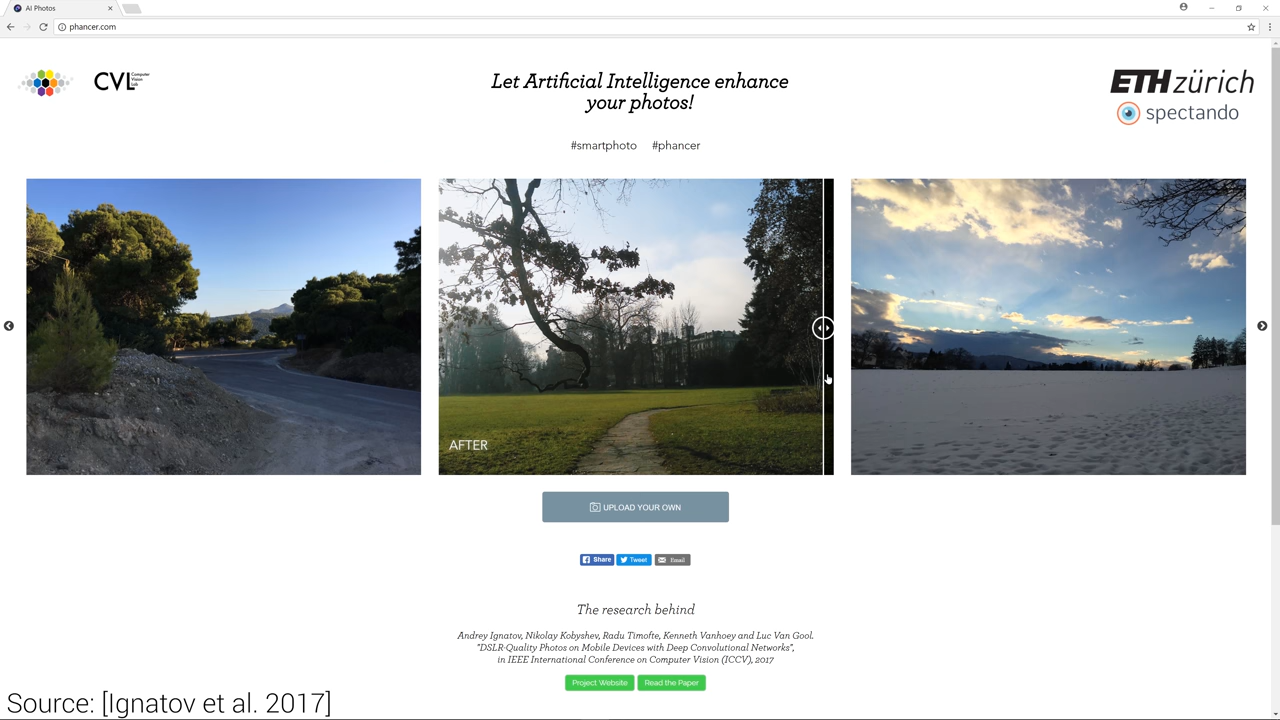 AI Photos
phancer.com
CVL Computer
Vision
Lab
Let Artificial Intelligence enhance
your photos!
ETH zürich
spectando
#smartphoto #phancer
AFTER
UPLOAD YOUR OWN
Share Tweet Email
The research behind
Andrey Ignatov, Nikolay Kobyshev, Radu Timofte, Kenneth Vanhoey and Luc Van Gool.
"DSLR-Quality Photos on Mobile Devices with Deep Convolutional Networks",
in IEEE International Conference on Computer Vision (ICCV), 2017
Project Website Read the Paper
Source: [Ignatov et al. 2017]